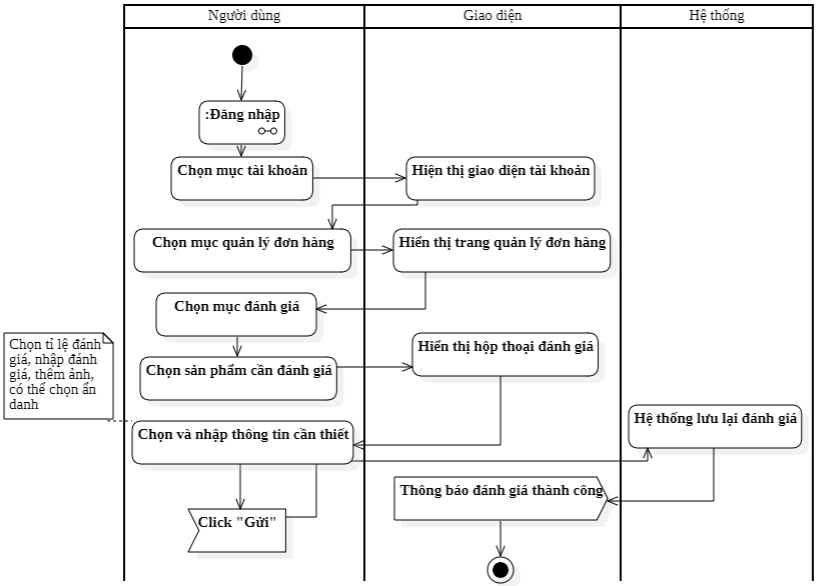 Người dùng
Giao diện
Hệ thống
:Đăng nhập
Chọn mục tài khoản
Hiện thị giao diện tài khoản
Chọn mục quản lý đơn hàng
Hiển thị trang quản lý đơn hàng
Chọn mục đánh giá
Chọn tỉ lệ đánh
giá, nhập đánh
giá, thêm ảnh,
có thể chọn ẩn
danh
Hiển thị hộp thoại đánh giá
Chọn sản phẩm cần đánh giá
Hệ thống lưu lại đánh giá
Chọn và nhập thông tin cần thiết
Thông báo đánh giá thành công
Click "Gửi"